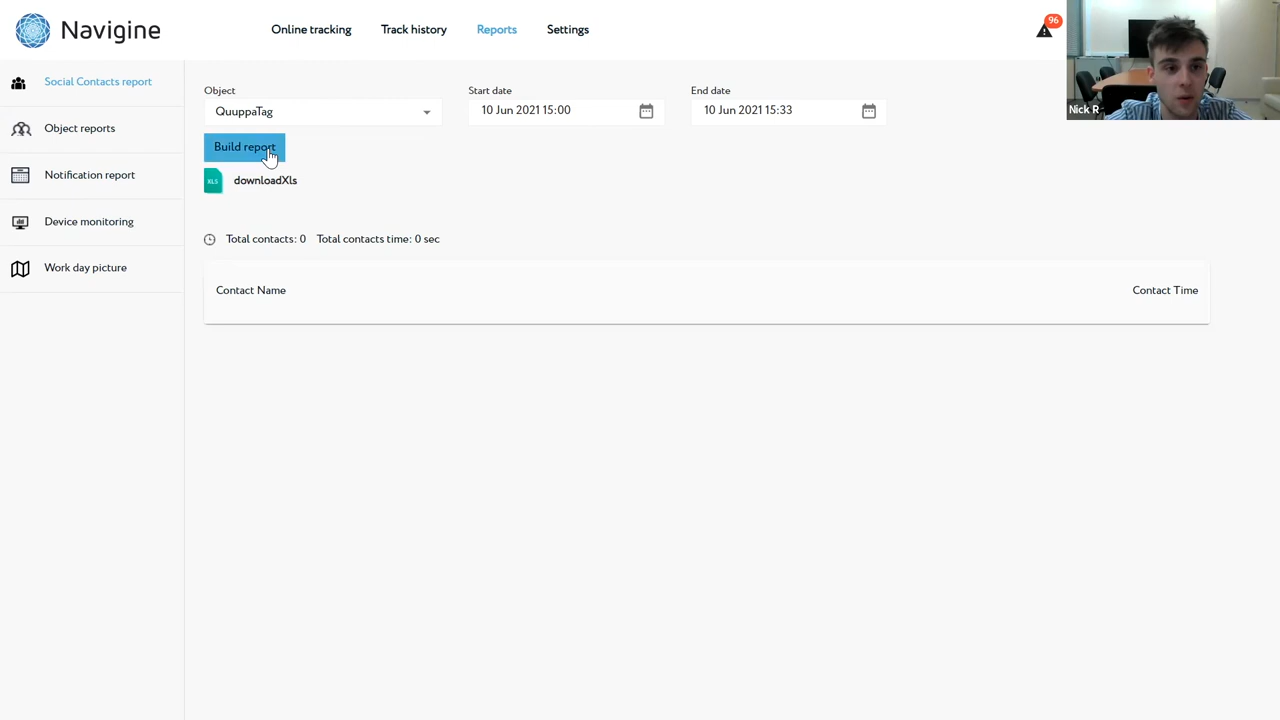 Navigine
Online tracking
Track history
Reports
Settings
96
Nick R
Social Contacts report
Object reports
Notification report
Device monitoring
Work day picture
Object
Start date
End date
QuuppaTag
10 Jun 2021 15:00
10 Jun 2021 15:33
Build report
XLS
downloadXls
Total contacts: 0 Total contacts time: 0 sec
Contact Name
Contact Time